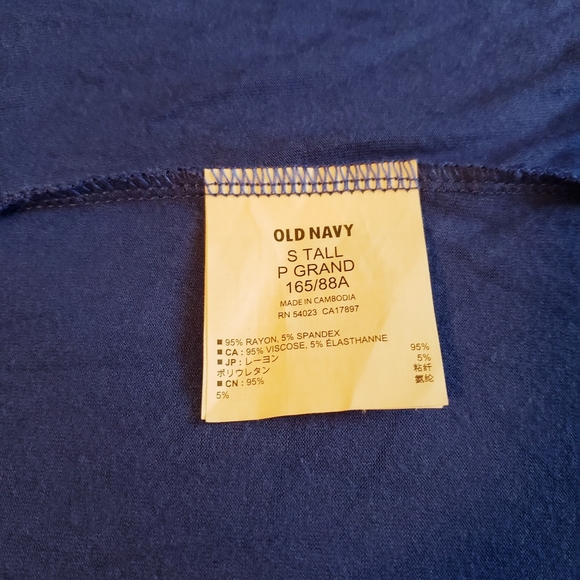 OLD NAVY
S TALL
P GRAND
165/88A
MADE IN CAMBODIA
RN 54023 CA17897
■ 95% RAYON, 5% SPANDEX
■ CA : 95% VISCOSE, 5% ÉLASTHANNE
■ JP : レーヨン 95%
ポリウレタン 5%
■ CN : 95% 粘纤
5% 氨纶